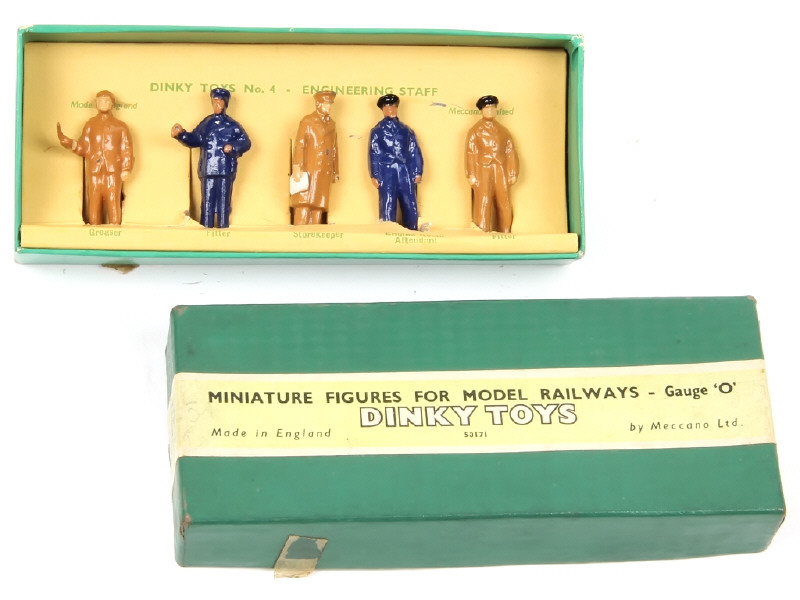 DINKY TOYS No. 4 - ENGINEERING STAFF
Greaser Fitter Storekeeper Fitter
Attendant
MINIATURE FIGURES FOR MODEL RAILWAYS - Gauge 'O'
DINKY TOYS
Made in England 50171 by Meccano Ltd.